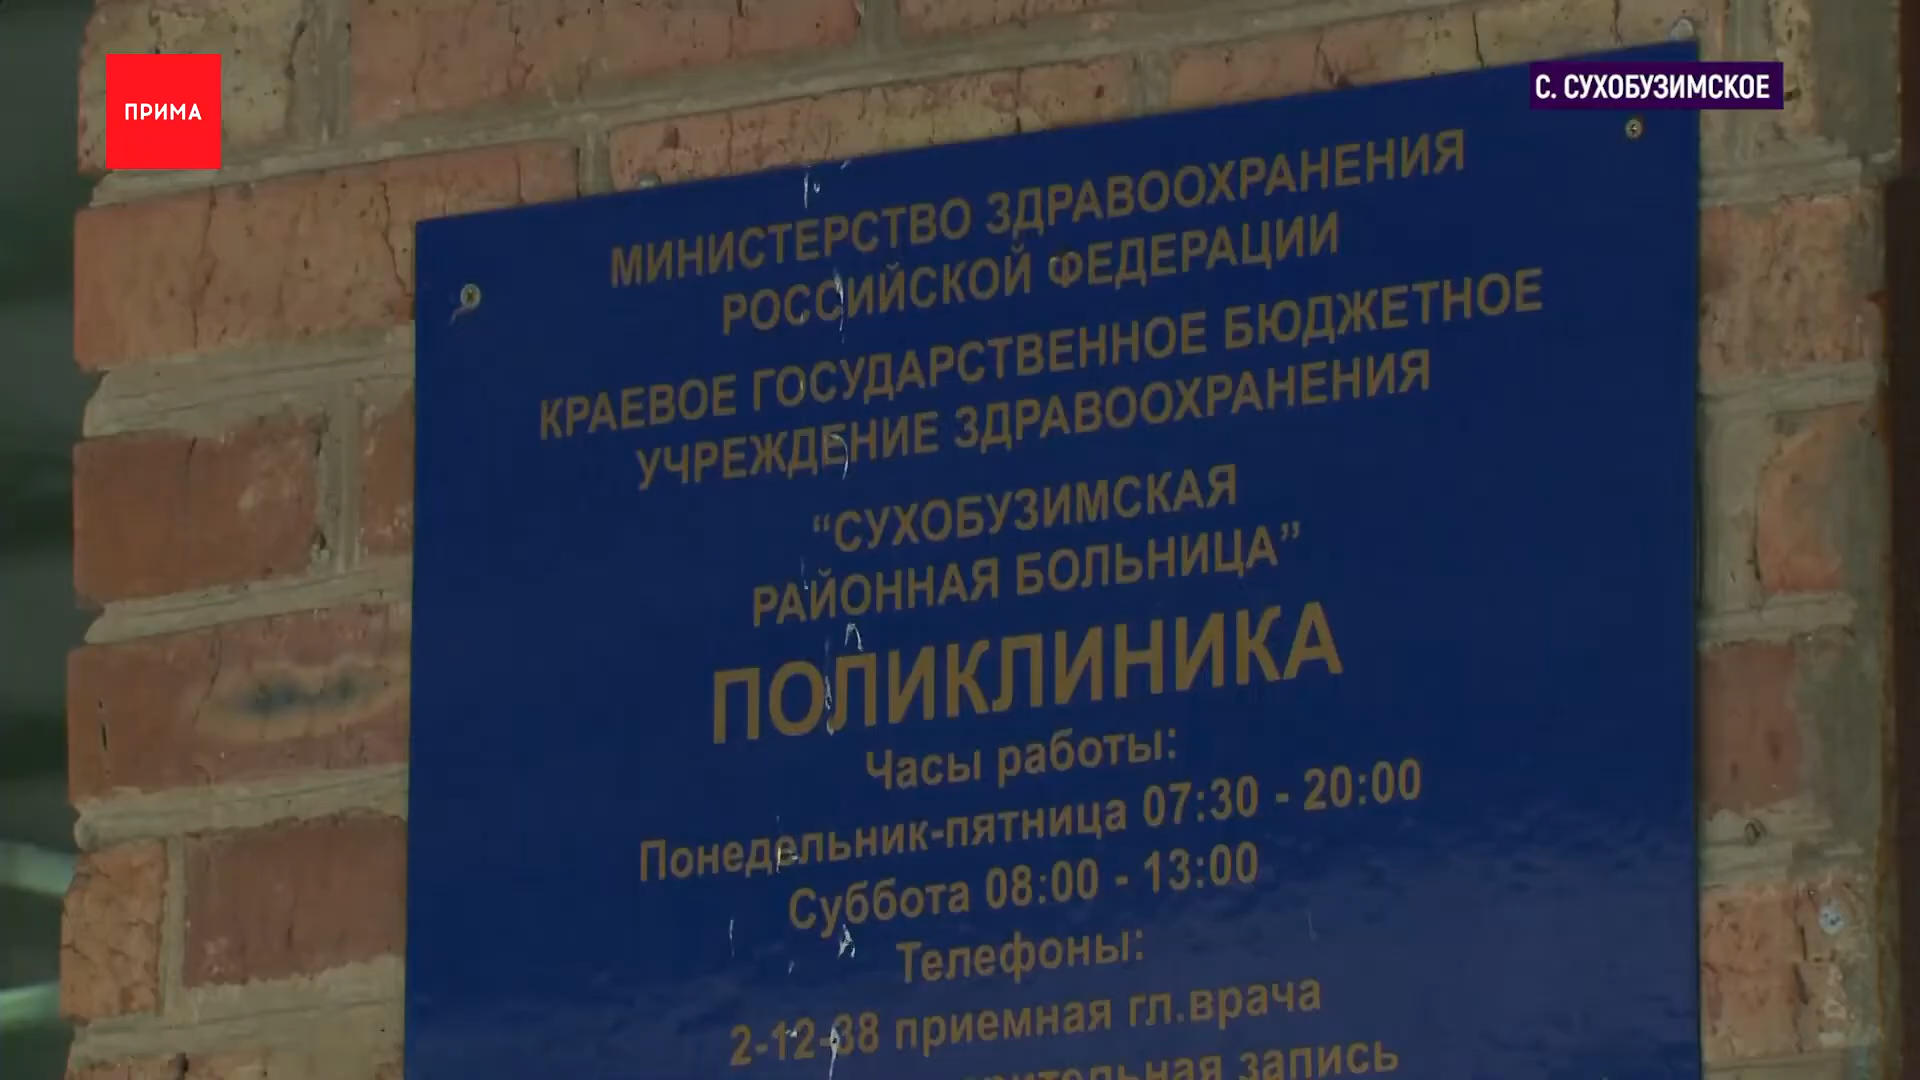 ПРИМА
С. СУХОБУЗИМСКОЕ
МИНИСТЕРСТВО ЗДРАВООХРАНЕНИЯ
РОССИЙСКОЙ ФЕДЕРАЦИИ
КРАЕВОЕ ГОСУДАРСТВЕННОЕ БЮДЖЕТНОЕ
УЧРЕЖДЕНИЕ ЗДРАВООХРАНЕНИЯ
“СУХОБУЗИМСКАЯ
РАЙОННАЯ БОЛЬНИЦА”
ПОЛИКЛИНИКА
Часы работы:
Понедельник-пятница 07:30 - 20:00
Суббота 08:00 - 13:00
Телефоны:
2-12-38 приемная гл.врача
запись